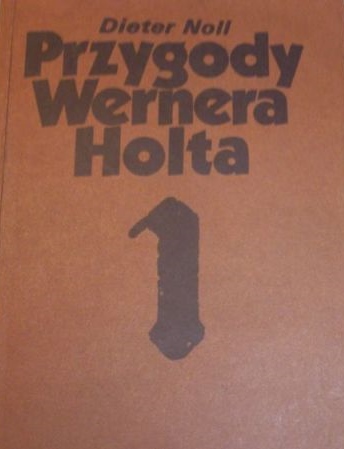 Dieter Noll
Przygody
Wernera
Holta
1